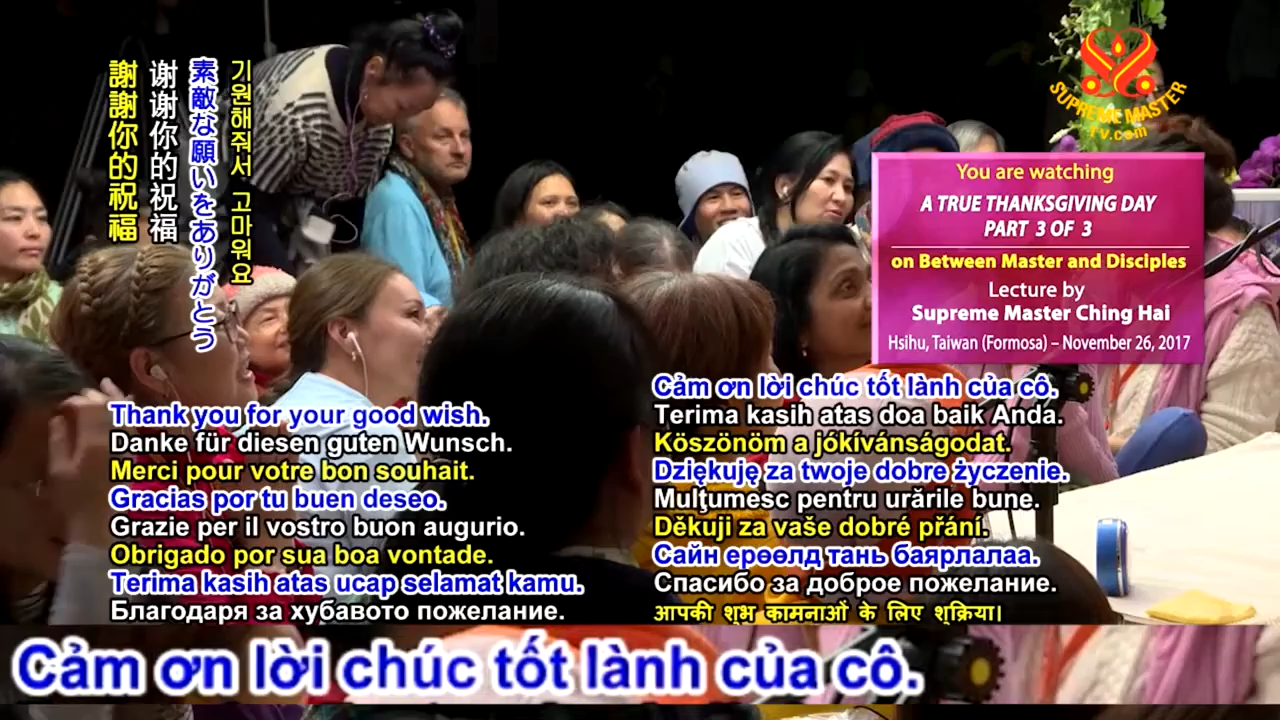 謝謝你的祝福
谢谢你的祝福
素敵な願いをありがとう
기원해줘서 고마워요
SUPREME MASTER
TV.com
You are watching
A TRUE THANKSGIVING DAY
PART 3 OF 3
on Between Master and Disciples
Lecture by
Supreme Master Ching Hai
Hsihu, Taiwan (Formosa) – November 26, 2017
Thank you for your good wish.
Danke für diesen guten Wunsch.
Merci pour votre bon souhait.
Gracias por tu buen deseo.
Grazie per il vostro buon augurio.
Obrigado por sua boa vontade.
Terima kasih atas ucap selamat kamu.
Благодаря за хубавото пожелание.
Cảm ơn lời chúc tốt lành của cô.
Terima kasih atas doa baik Anda.
Köszönöm a jókívánságodat.
Dziękuję za twoje dobre życzenie.
Mulţumesc pentru urările bune.
Děkuji za vaše dobré přání.
Сайн ерөөлд тань баярлалаа.
Спасибо за доброе пожелание.
आपकी शुभ कामनाओं के लिए शुक्रिया।
Cảm ơn lời chúc tốt lành của cô.